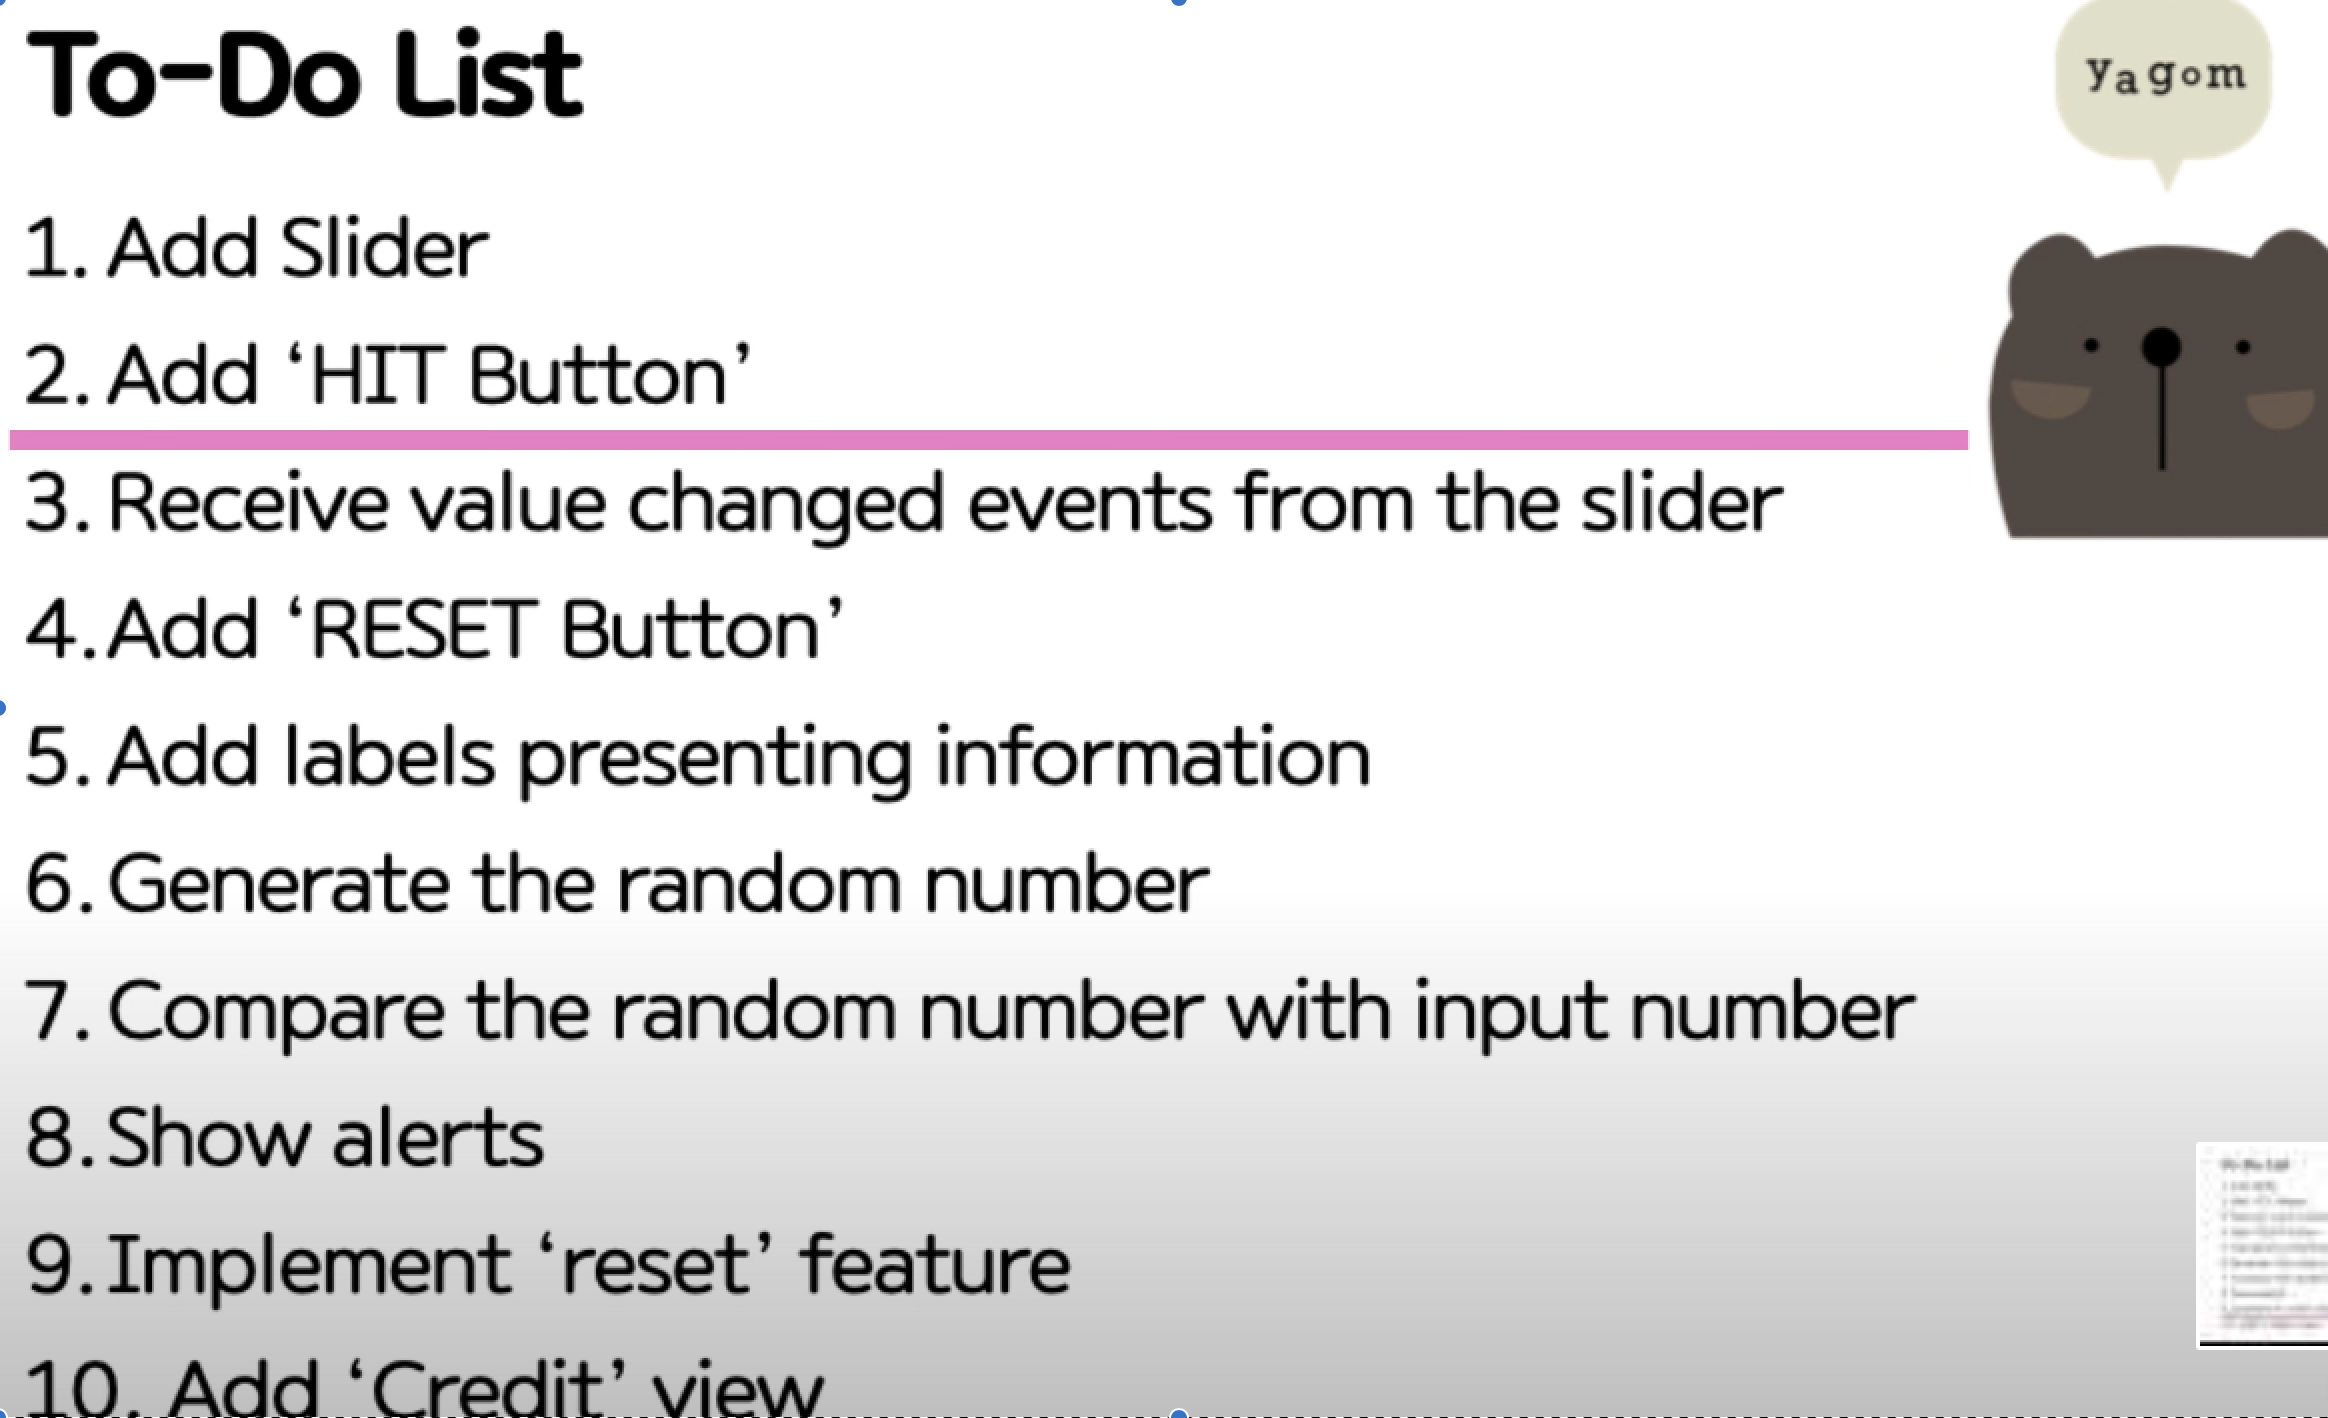 To-Do List
yagom
1. Add Slider
2. Add ‘HIT Button’
3. Receive value changed events from the slider
4. Add ‘RESET Button’
5. Add labels presenting information
6. Generate the random number
7. Compare the random number with input number
8. Show alerts
9. Implement ‘reset’ feature
10. Add ‘Credit’ view